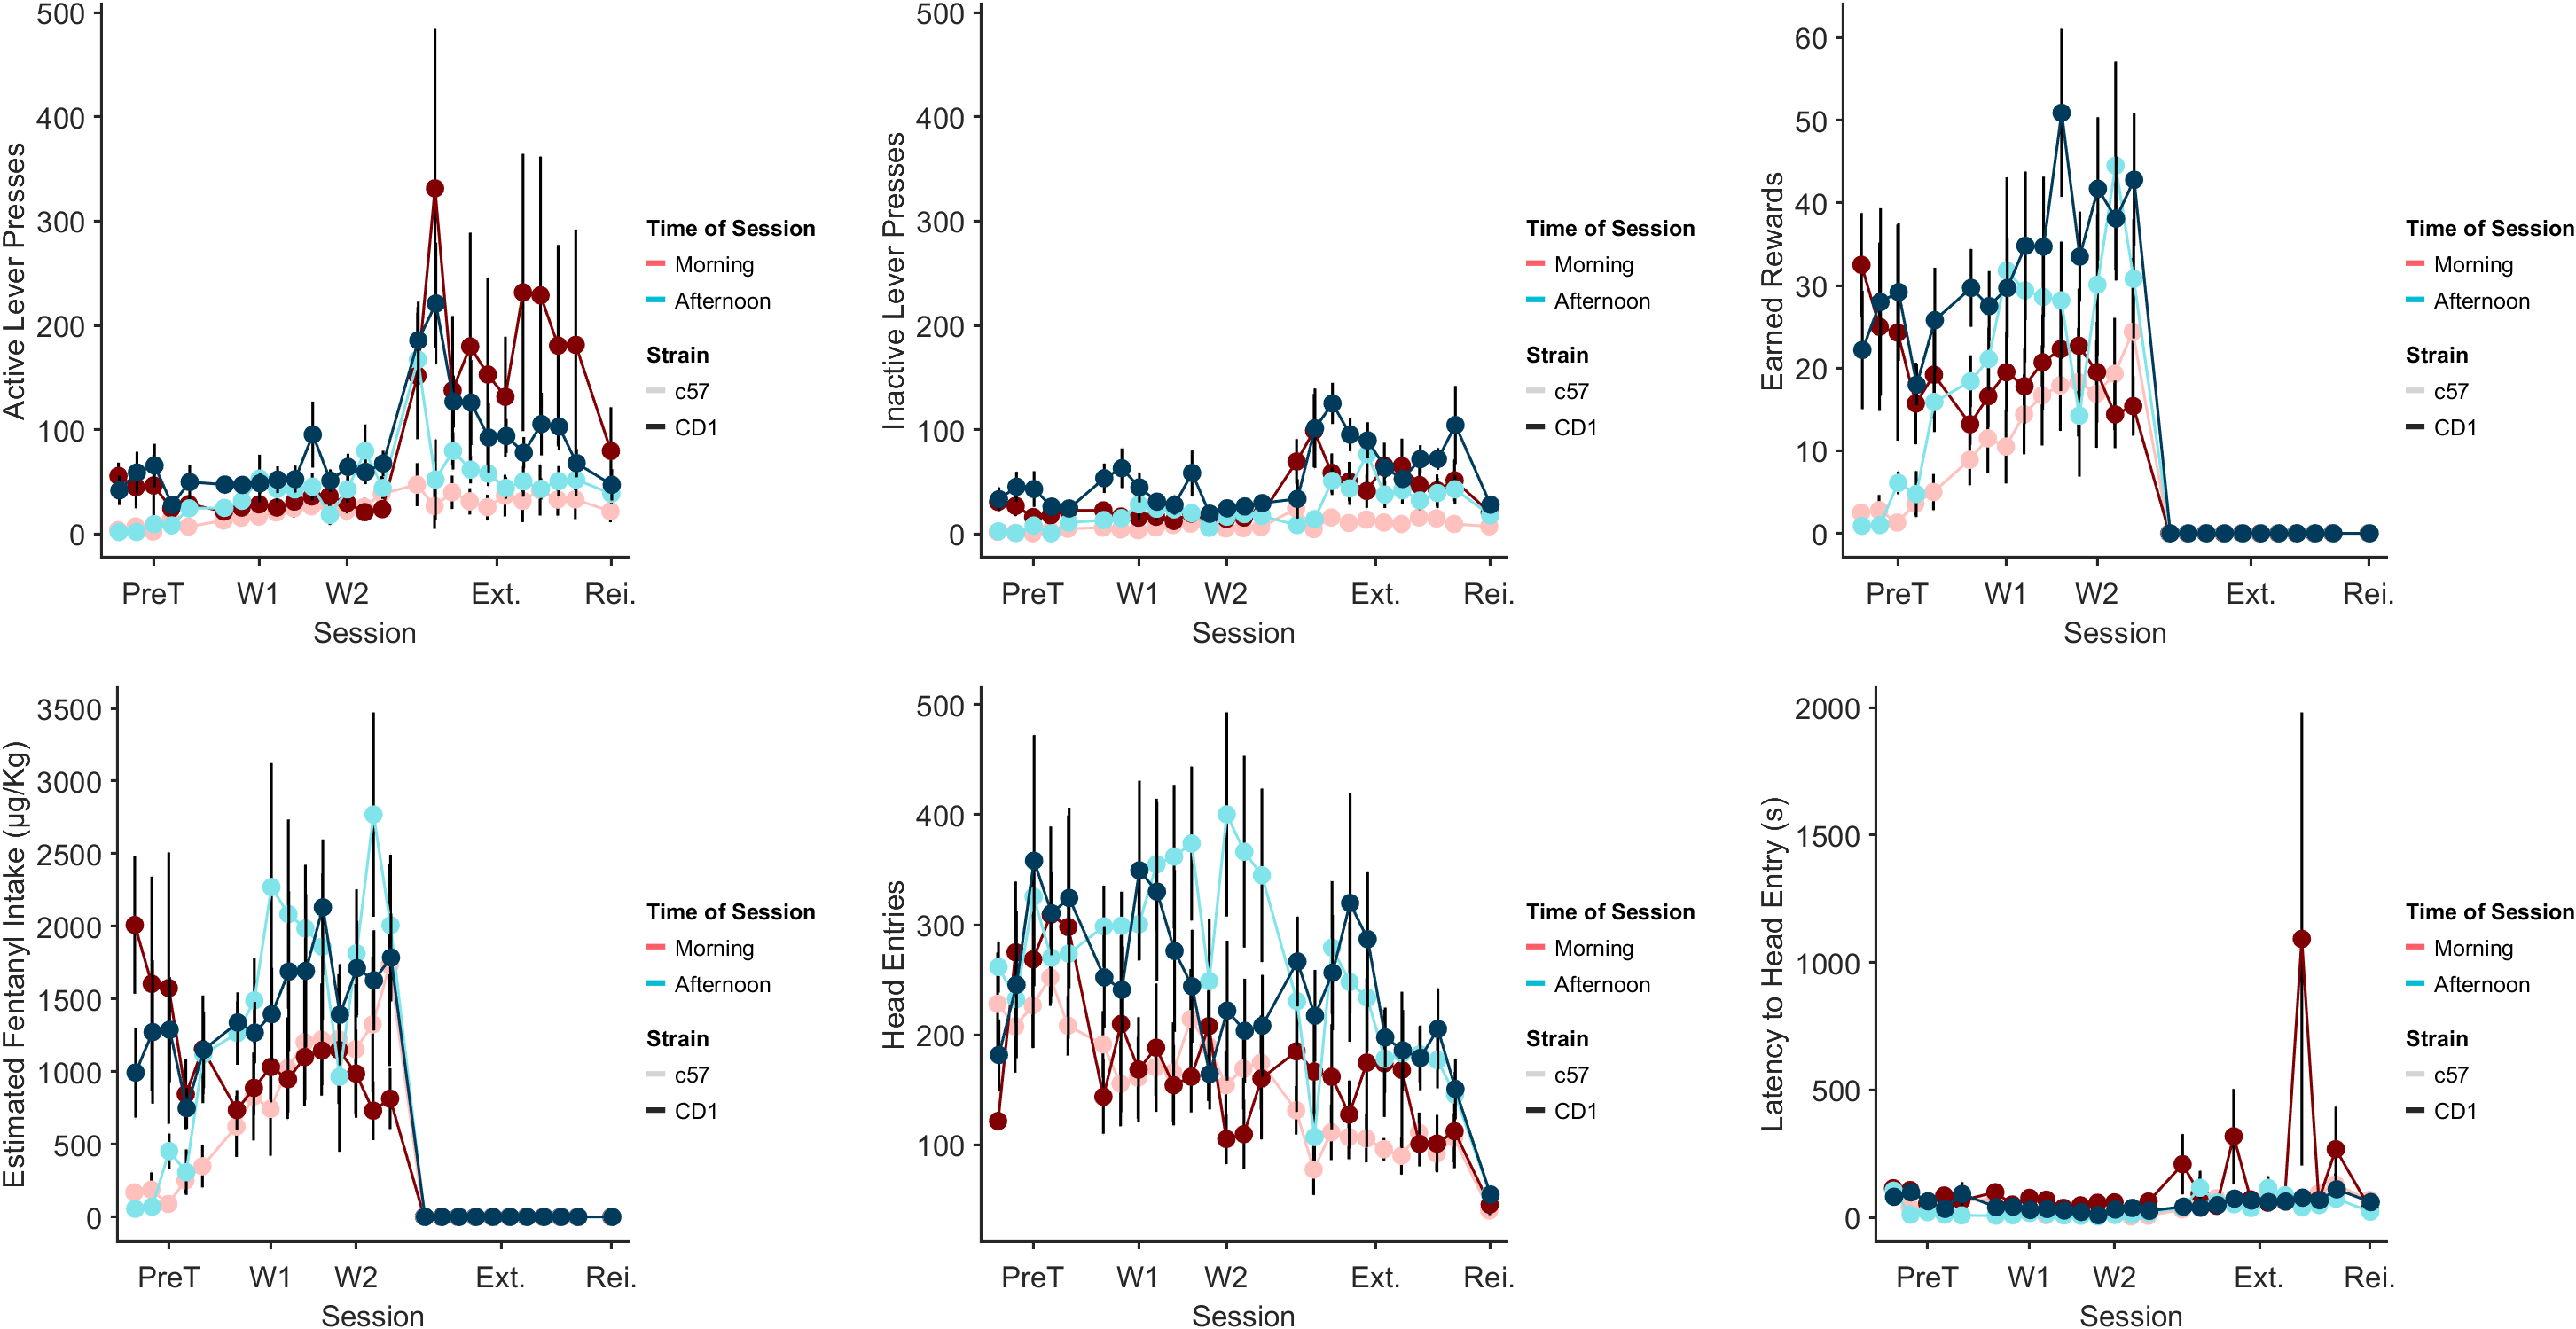 Active Lever Presses
500
400
300
200
100
0
PreT W1 W2 Ext. Rei.
Session
Time of Session
Morning
Afternoon
Strain
c57
CD1
Inactive Lever Presses
500
400
300
200
100
0
PreT W1 W2 Ext. Rei.
Session
Time of Session
Morning
Afternoon
Strain
c57
CD1
Earned Rewards
60
50
40
30
20
10
0
PreT W1 W2 Ext. Rei.
Session
Time of Session
Morning
Afternoon
Strain
c57
CD1
Estimated Fentanyl Intake (µg/Kg)
3500
3000
2500
2000
1500
1000
500
0
PreT W1 W2 Ext. Rei.
Session
Time of Session
Morning
Afternoon
Strain
c57
CD1
Head Entries
500
400
300
200
100
PreT W1 W2 Ext. Rei.
Session
Time of Session
Morning
Afternoon
Strain
c57
CD1
Latency to Head Entry (s)
2000
1500
1000
500
0
PreT W1 W2 Ext. Rei.
Session
Time of Session
Morning
Afternoon
Strain
c57
CD1